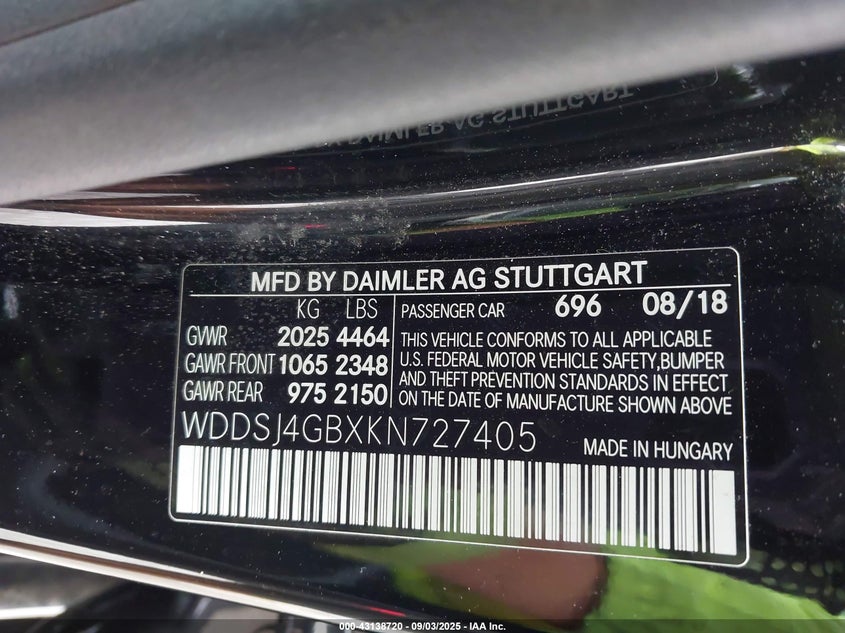 DAIMLER AG STUTTGART
MFD BY DAIMLER AG STUTTGART
KG LBS
GVWR 2025 4464
GAWR FRONT 1065 2348
GAWR REAR 975 2150
PASSENGER CAR 696 08/18
THIS VEHICLE CONFORMS TO ALL APPLICABLE
U.S. FEDERAL MOTOR VEHICLE SAFETY,BUMPER
AND THEFT PREVENTION STANDARDS IN EFFECT
ON THE DATE OF MANUFACTURE SHOWN ABOVE
WDDSJ4GBXKN727405
MADE IN HUNGARY
000-43138720 - 09/03/2025 - IAA Inc.